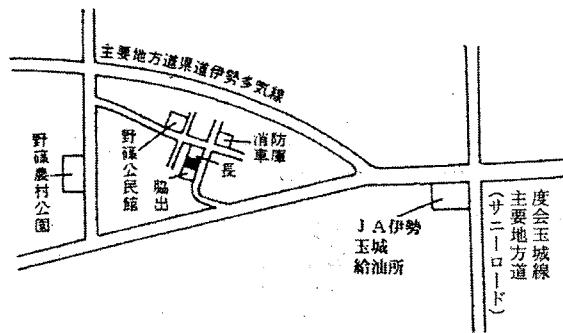 主要地方道県道伊勢多気線
野篠農村公園
野篠公民館
脇出
長
消防
車庫
JA伊勢
玉城
給油所
度会玉城線
主要地方道
(サニーロード)